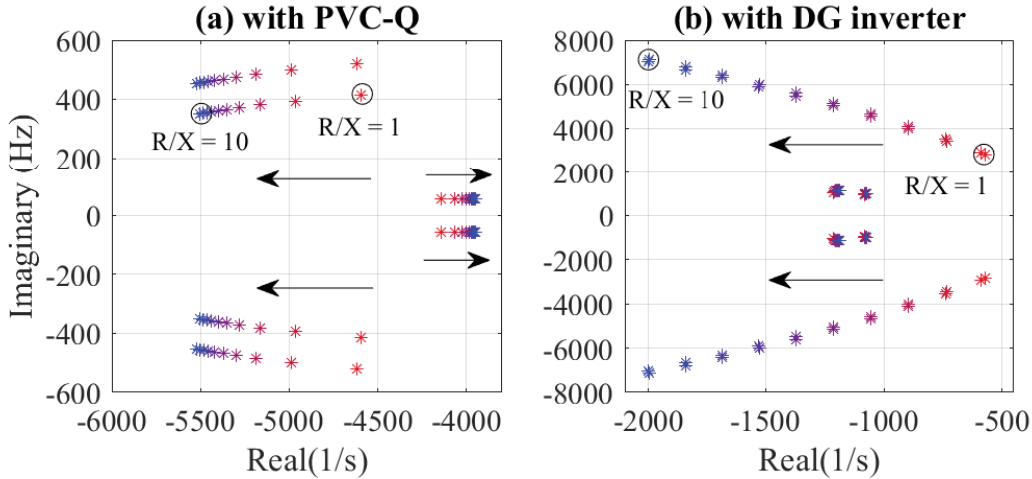 (a) with PVC-Q
(b) with DG inverter
Imaginary (Hz)
600
400
200
0
-200
-400
-600
R/X = 10
R/X = 1
-6000 -5500 -5000 -4500 -4000
Real(1/s)
8000
6000
4000
2000
0
-2000
-4000
-6000
-8000
R/X = 10
R/X = 1
-2000 -1500 -1000 -500
Real(1/s)